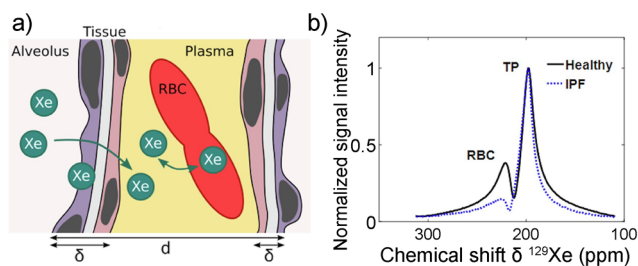 a)
Tissue
Alveolus
Plasma
RBC
Xe
Xe
Xe
Xe
Xe
Xe
δ
d
δ
b)
Normalized signal intensity
1
0.5
0
TP
RBC
Healthy
IPF
300
200
100
Chemical shift δ ¹²⁹Xe (ppm)